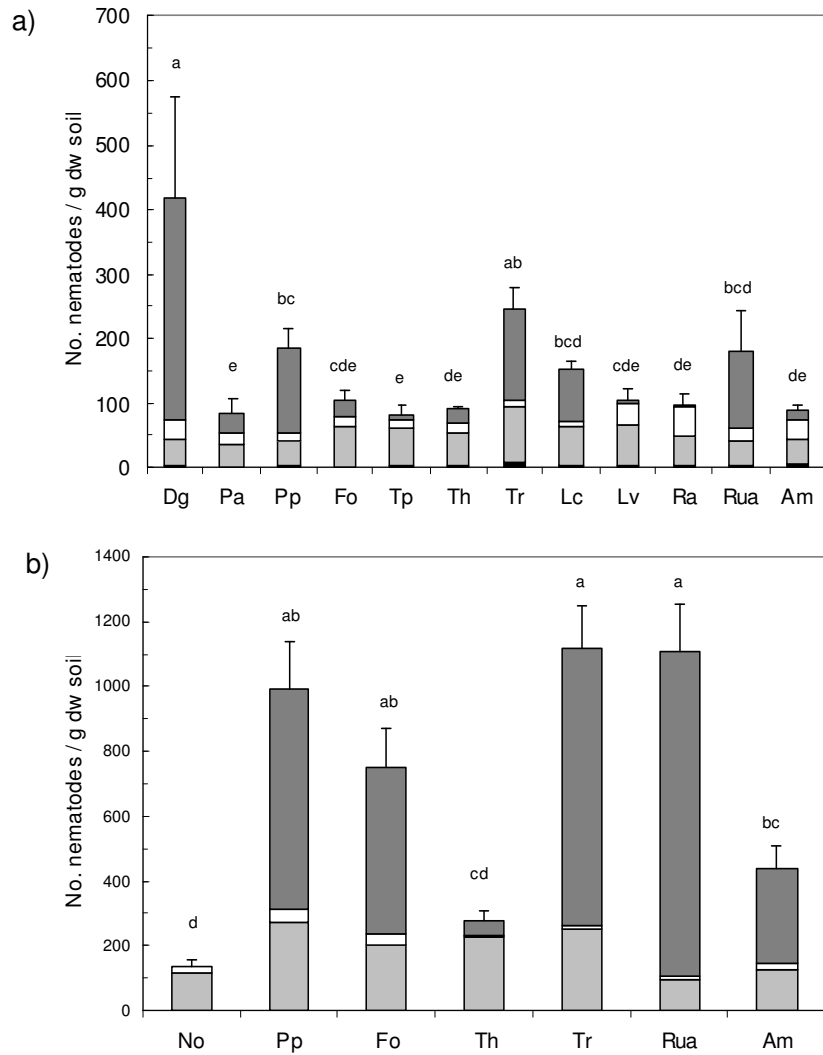 a)
No. nematodes / g dw soil
700
600
500
400
300
200
100
0
a
e
bc
cde
e
de
ab
bcd
cde
de
bcd
de
Dg Pa Pp Fo Tp Th Tr Lc Lv Ra Rua Am
b)
No. nematodes / g dw soil
1400
1200
1000
800
600
400
200
0
d
ab
ab
cd
a
a
bc
No Pp Fo Th Tr Rua Am